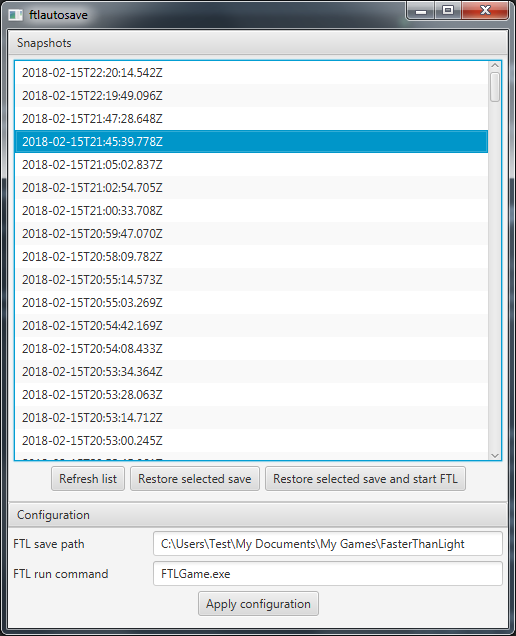 ftlautosave
Snapshots
2018-02-15T22:20:14.542Z
2018-02-15T22:19:49.096Z
2018-02-15T21:47:28.648Z
2018-02-15T21:45:39.778Z
2018-02-15T21:05:02.837Z
2018-02-15T21:02:54.705Z
2018-02-15T21:00:33.708Z
2018-02-15T20:59:47.070Z
2018-02-15T20:58:09.782Z
2018-02-15T20:55:14.573Z
2018-02-15T20:55:03.269Z
2018-02-15T20:54:42.169Z
2018-02-15T20:54:08.433Z
2018-02-15T20:53:34.364Z
2018-02-15T20:53:28.063Z
2018-02-15T20:53:14.712Z
2018-02-15T20:53:00.245Z
Refresh list Restore selected save Restore selected save and start FTL
Configuration
FTL save path C:\Users\Test\My Documents\My Games\FasterThanLight
FTL run command FTLGame.exe
Apply configuration